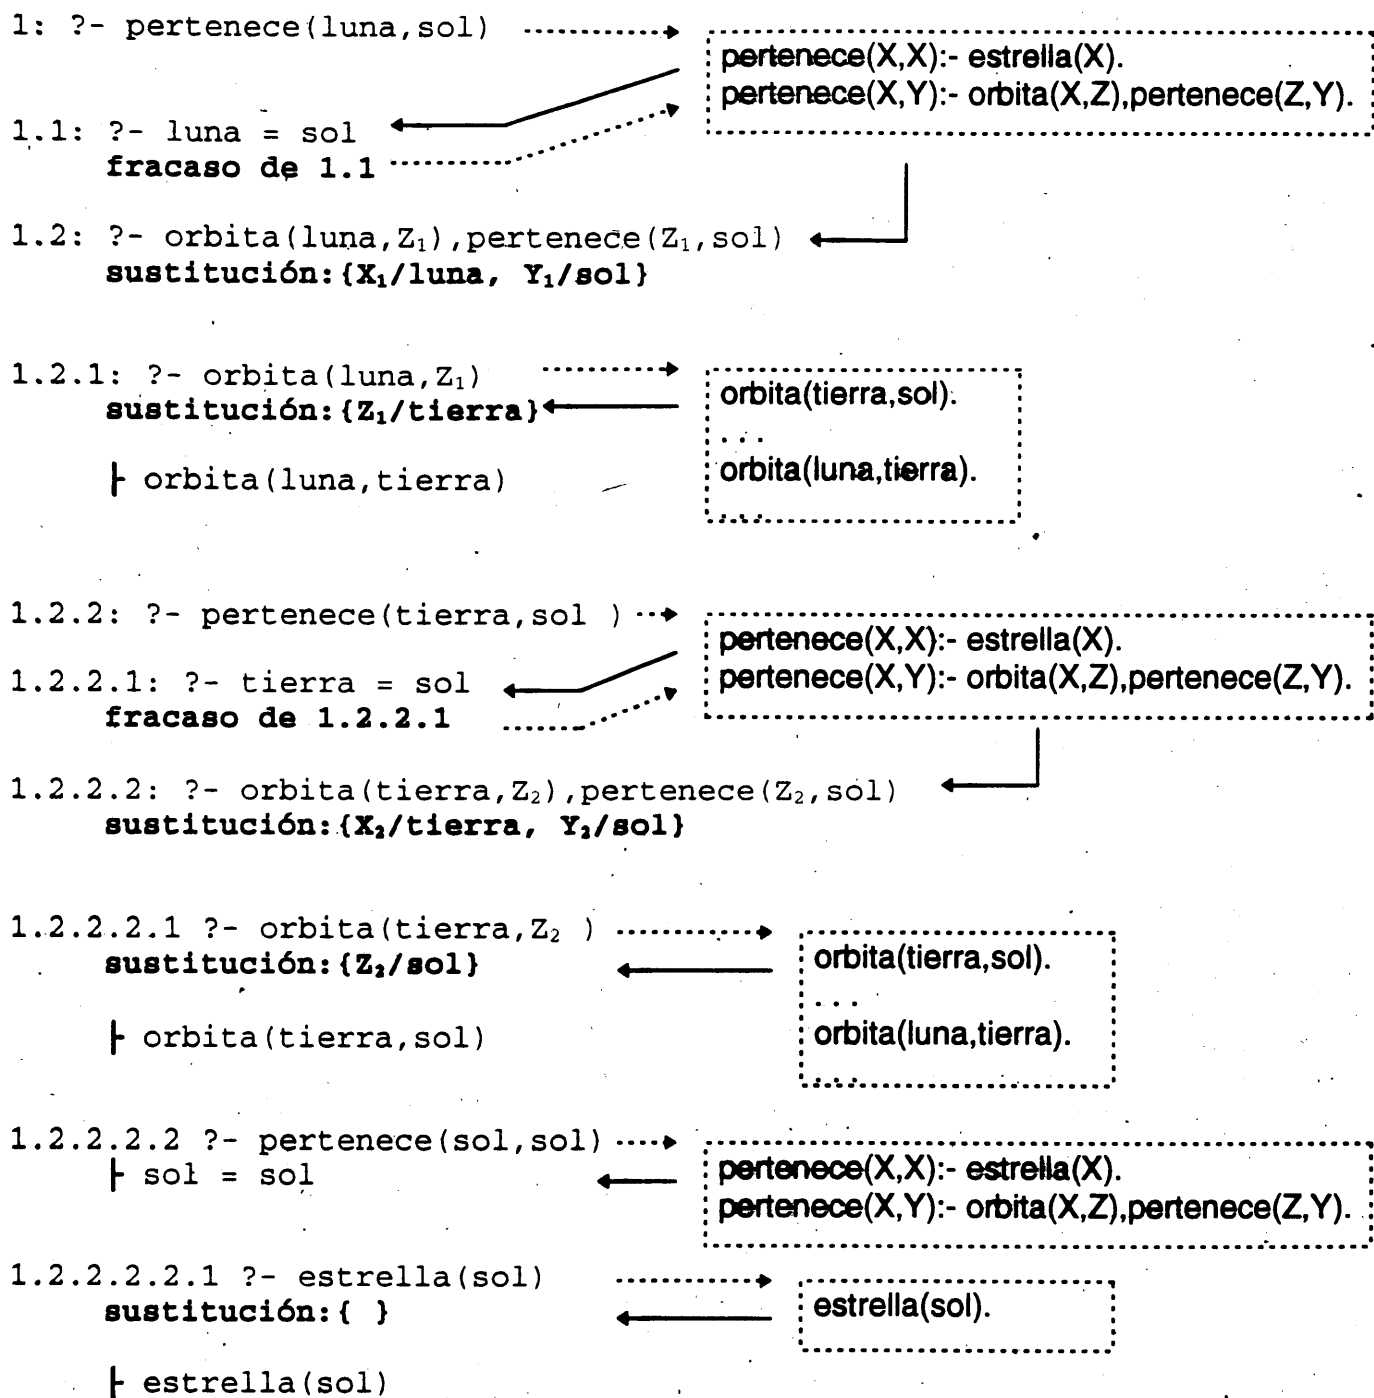 1: ?- pertenece(luna,sol)
pertenece(X,X):- estrella(X).
pertenece(X,Y):- orbita(X,Z),pertenece(Z,Y).
1.1: ?- luna = sol
fracaso de 1.1
1.2: ?- orbita(luna,Z₁),pertenece(Z₁,sol)
sustitución:{X₁/luna, Y₁/sol}
1.2.1: ?- orbita(luna,Z₁)
sustitución:{Z₁/tierra}
├ orbita(luna,tierra)
orbita(tierra,sol).
...
orbita(luna,tierra).
...
1.2.2: ?- pertenece(tierra,sol )
pertenece(X,X):- estrella(X).
pertenece(X,Y):- orbita(X,Z),pertenece(Z,Y).
1.2.2.1: ?- tierra = sol
fracaso de 1.2.2.1
1.2.2.2: ?- orbita(tierra,Z₂),pertenece(Z₂,sol)
sustitución:{X₂/tierra, Y₂/sol}
1.2.2.2.1 ?- orbita(tierra,Z₂ )
sustitución:{Z₂/sol}
├ orbita(tierra,sol)
orbita(tierra,sol).
...
orbita(luna,tierra).
...
1.2.2.2.2 ?- pertenece(sol,sol)
├ sol = sol
pertenece(X,X):- estrella(X).
pertenece(X,Y):- orbita(X,Z),pertenece(Z,Y).
1.2.2.2.2.1 ?- estrella(sol)
sustitución:{ }
estrella(sol).
├ estrella(sol)